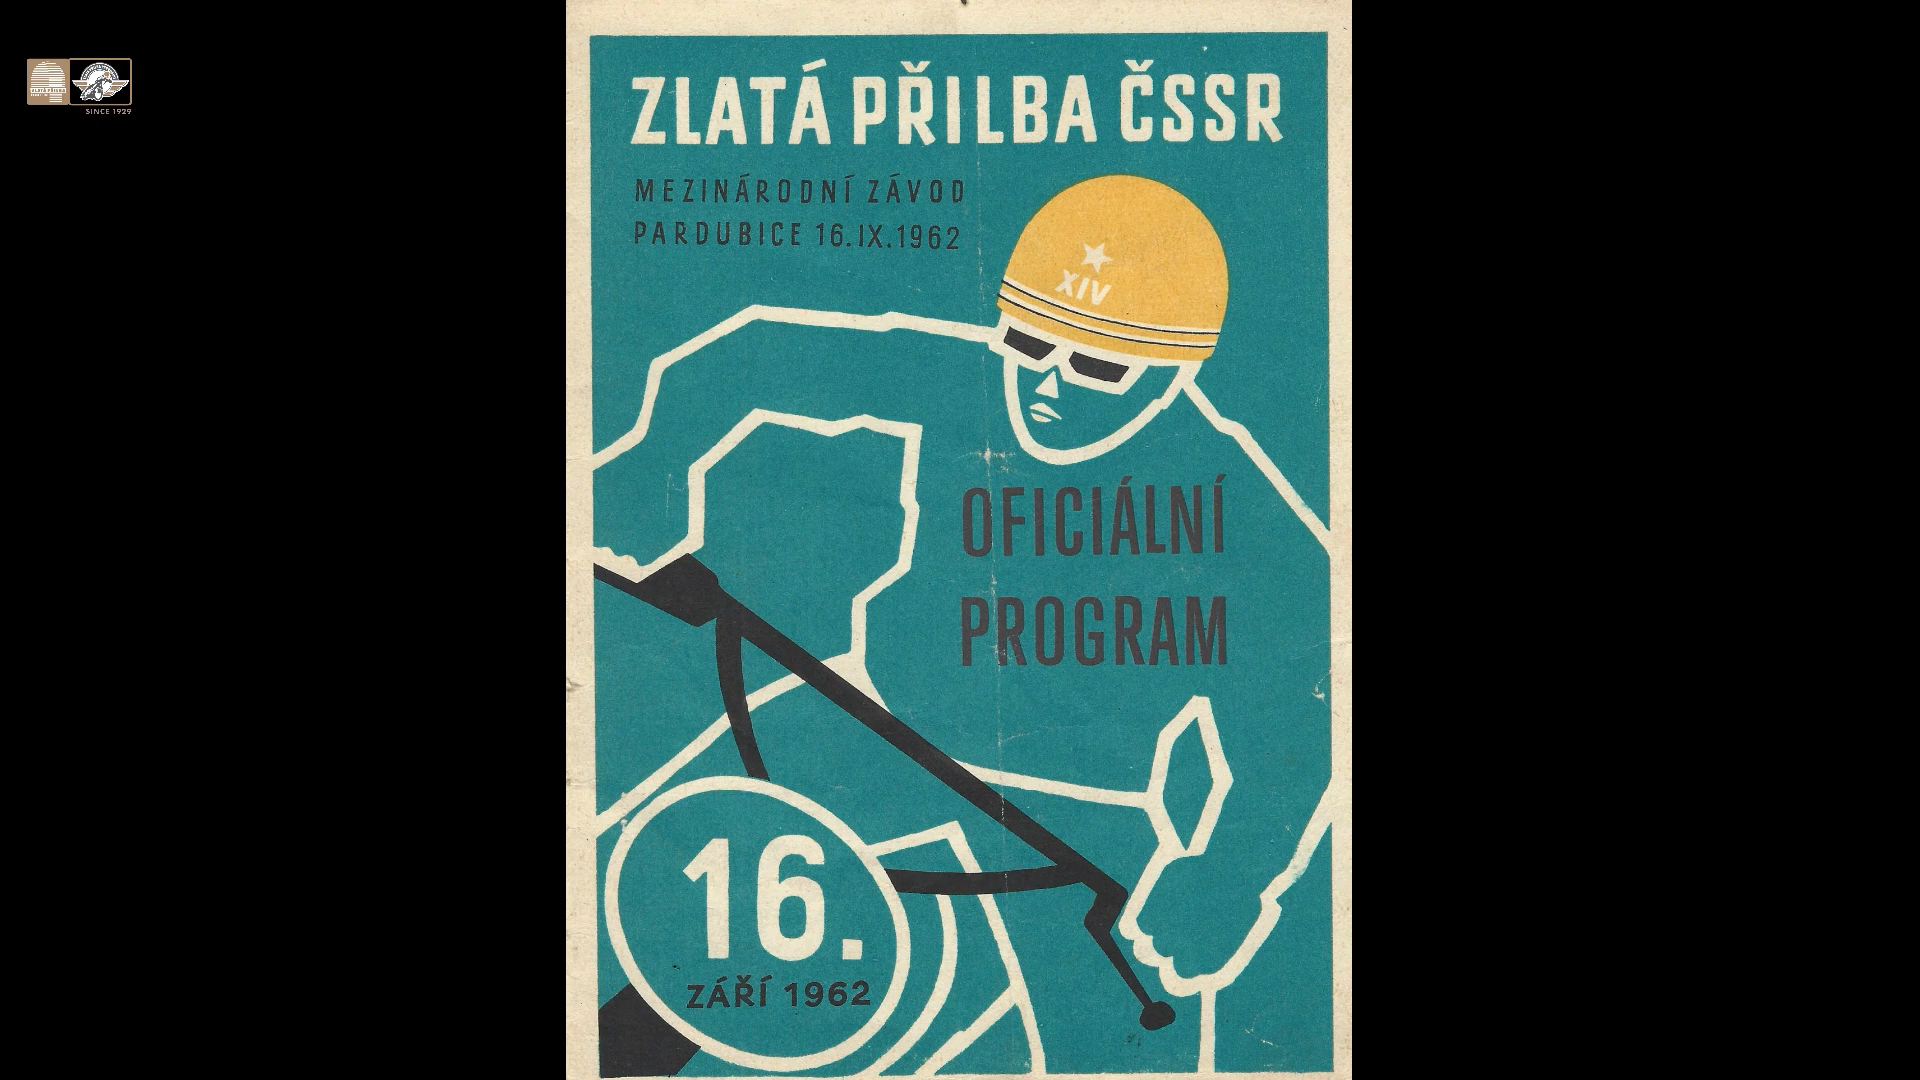 SINCE 1929
ZLATÁ PŘILBA ČSSR
MEZINÁRODNÍ ZÁVOD
PARDUBICE 16.IX.1962
XIV
OFICIÁLNÍ
PROGRAM
16.
ZÁŘÍ 1962